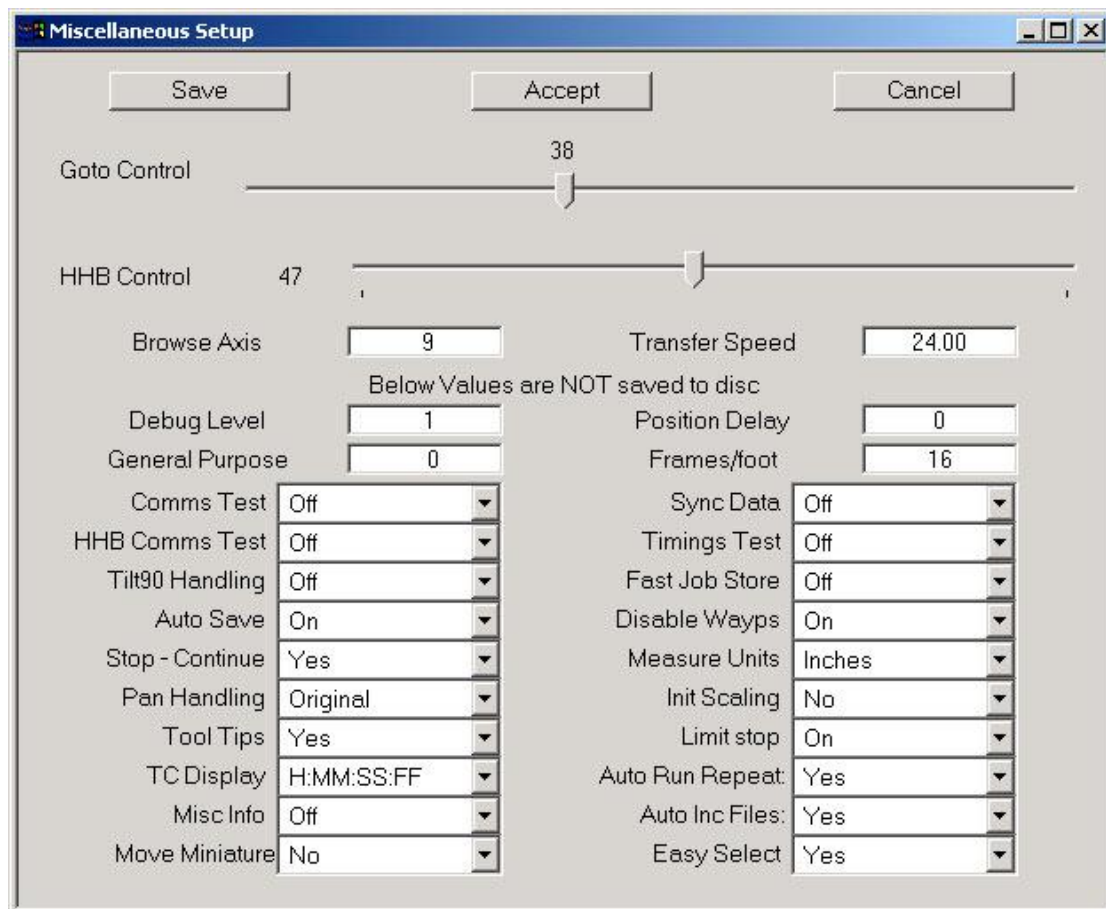 Miscellaneous Setup
Save Accept Cancel
38
Goto Control
HHB Control 47
Browse Axis 9 Transfer Speed 24.00
Below Values are NOT saved to disc
Debug Level 1 Position Delay 0
General Purpose 0 Frames/foot 16
Comms Test Off Sync Data Off
HHB Comms Test Off Timings Test Off
Tilt90 Handling Off Fast Job Store Off
Auto Save On Disable Wayps On
Stop - Continue Yes Measure Units Inches
Pan Handling Original Init Scaling No
Tool Tips Yes Limit stop On
TC Display H:MM:SS:FF Auto Run Repeat: Yes
Misc Info Off Auto Inc Files: Yes
Move Miniature No Easy Select Yes